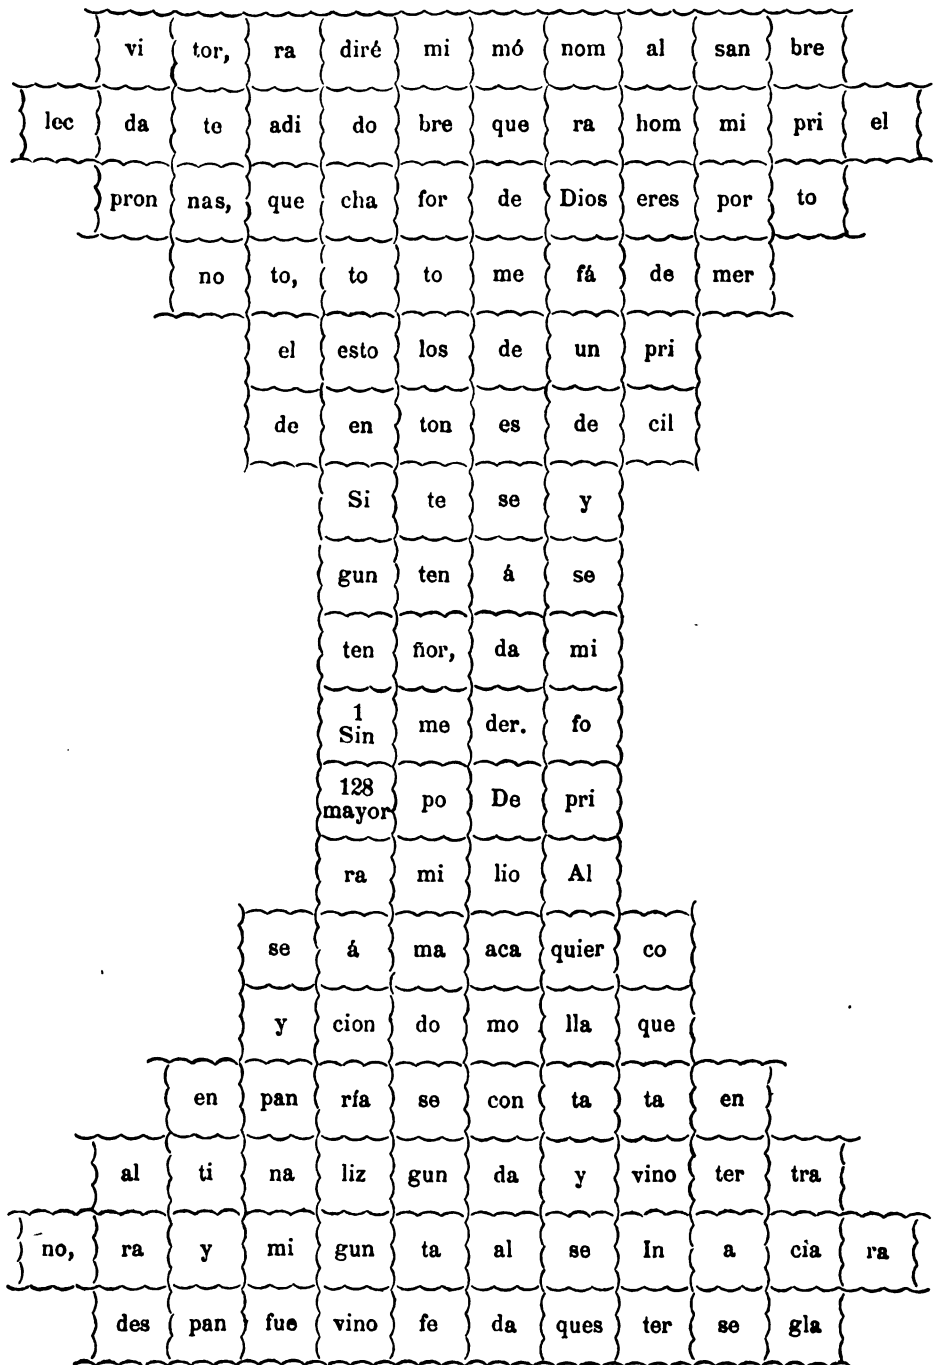 vi tor, ra diré mi mó nom al san bre
lec da te adi do bre que ra hom mi pri el
pron nas, que cha for de Dios eres por to
no to, to to me fá de mer
el esto los de un pri
de en ton es de cil
Si te se y
gun ten á se
ten ñor, da mi
1
Sin me der. fo
128
mayor po De pri
ra mi lio Al
se á ma aca quier co
y cion do mo lla que
en pan ría se con ta ta en
al ti na liz gun da y vino ter tra
no, ra y mi gun ta al se In a cia ra
des pan fue vino fe da ques ter se gla